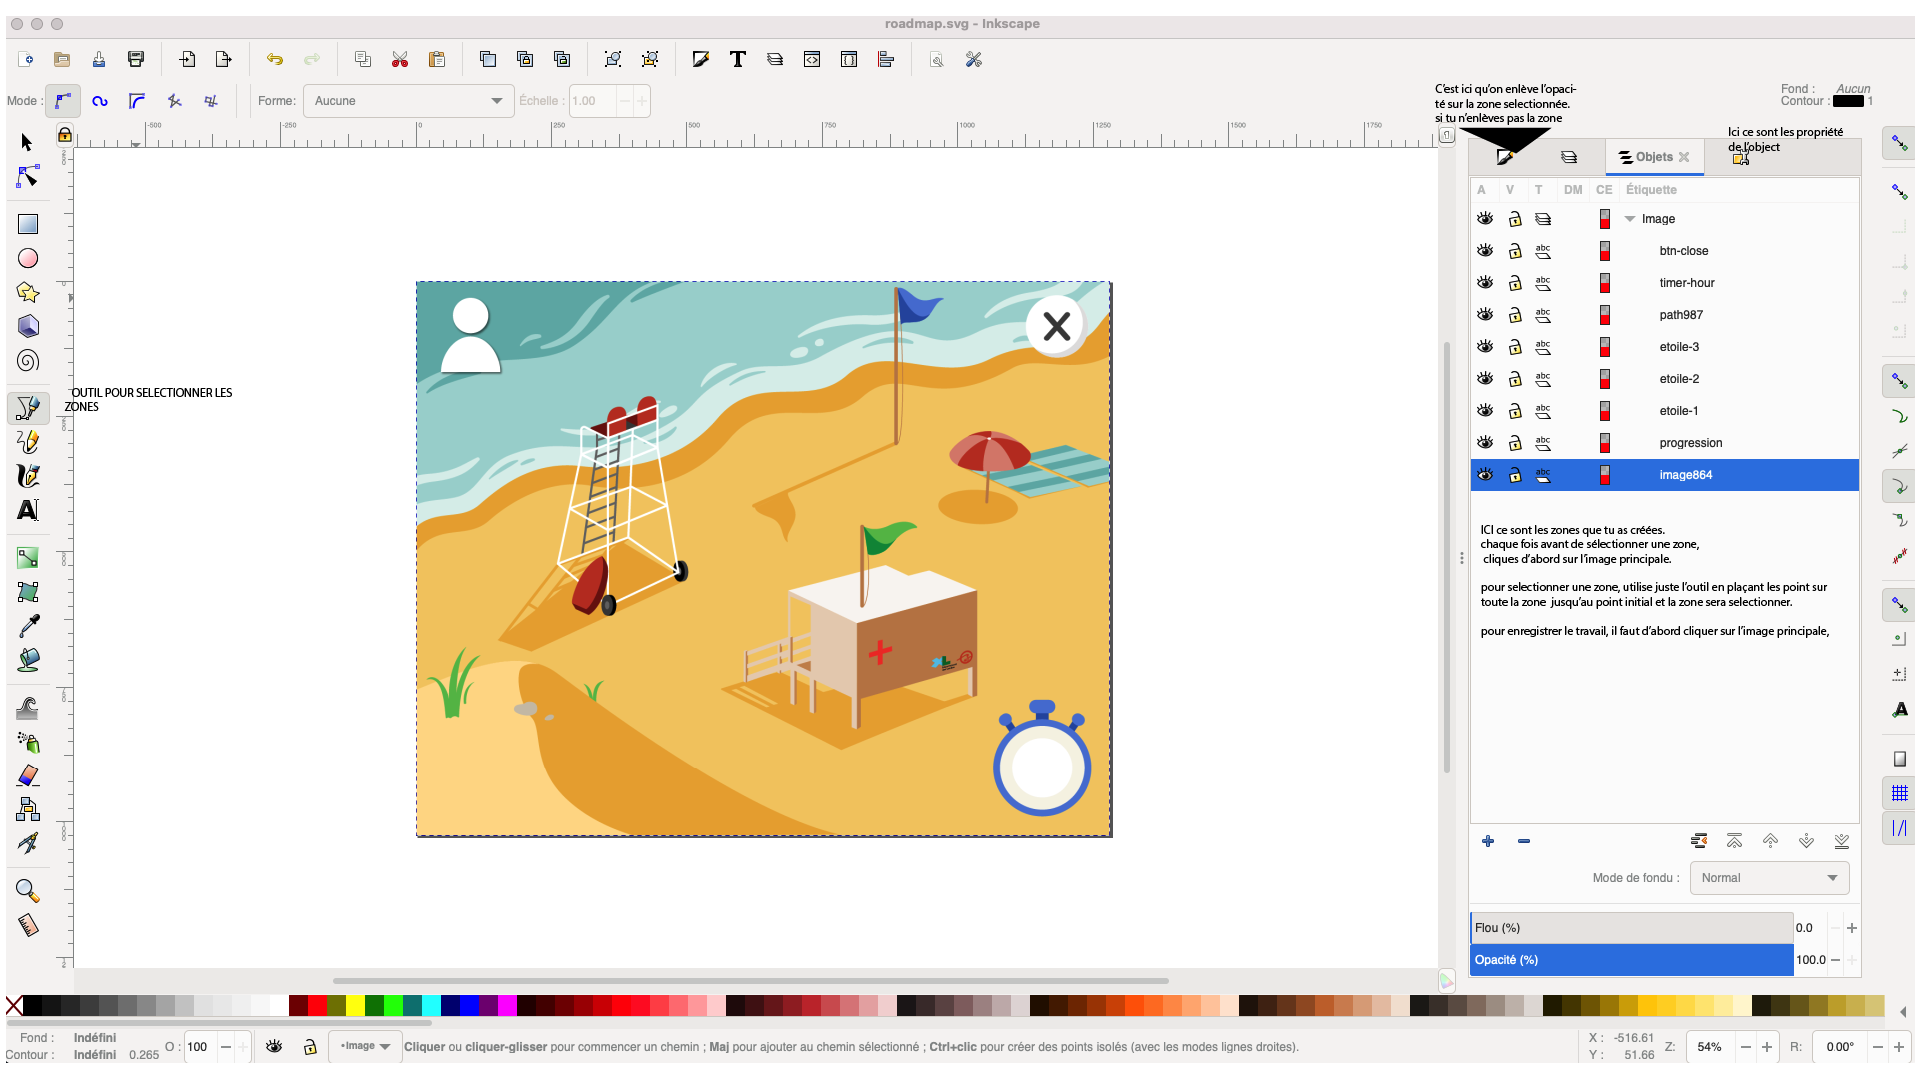 roadmap.svg - Inkscape
Mode :
Forme:
Aucune
Échelle :
1.00
C'est ici qu'on enlève l'opaci-
té sur la zone selectionnée.
si tu n'enlèves pas la zone
Fond : Aucun
Contour : 1
Ici ce sont les propriété
de l'object
-500
-250
0
250
500
750
1000
1250
1500
1750
Objets
A V T DM CE Étiquette
Image
abc btn-close
abc timer-hour
abc path987
abc etoile-3
abc etoile-2
abc etoile-1
abc progression
abc image864
OUTIL POUR SELECTIONNER LES
ZONES
ICI ce sont les zones que tu as créées.
chaque fois avant de sélectionner une zone,
cliques d'abord sur l'image principale.
pour selectionner une zone, utilise juste l'outil en plaçant les point sur
toute la zone jusqu'au point initial et la zone sera selectionner.
pour enregistrer le travail, il faut d'abord cliquer sur l'image principale,
Mode de fondu : Normal
Flou (%) 0.0
Opacité (%) 100.0
Fond : Indéfini
Contour : Indéfini 0.265
O : 100
•Image
Cliquer ou cliquer-glisser pour commencer un chemin ; Maj pour ajouter au chemin sélectionné ; Ctrl+clic pour créer des points isolés (avec les modes lignes droites).
X : -516.61
Y : 51.66
Z: 54%
R: 0.00°